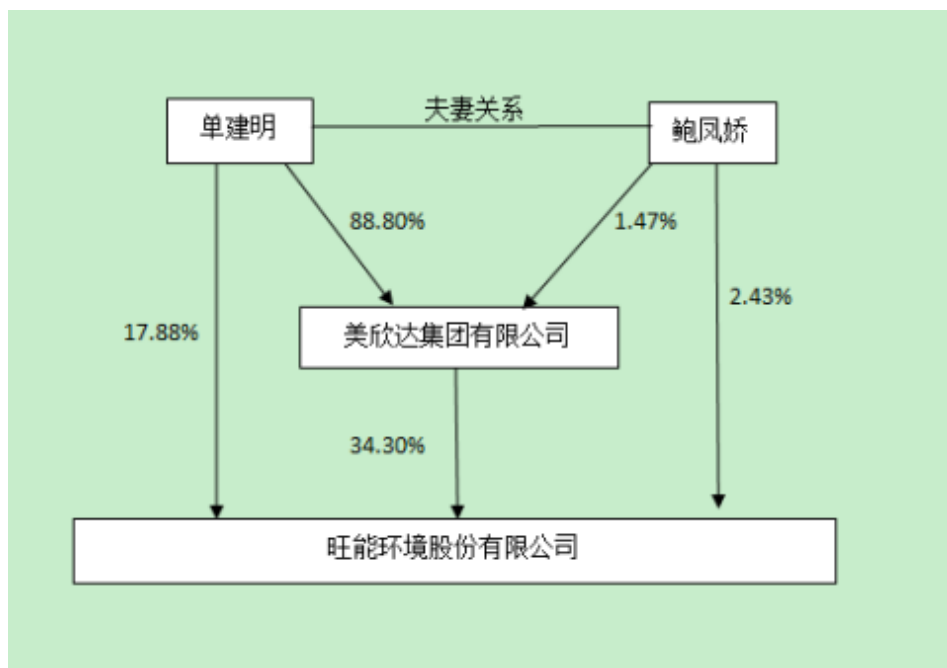 夫妻关系
单建明
鲍凤娇
88.80%
1.47%
2.43%
17.88%
美欣达集团有限公司
34.30%
旺能环境股份有限公司